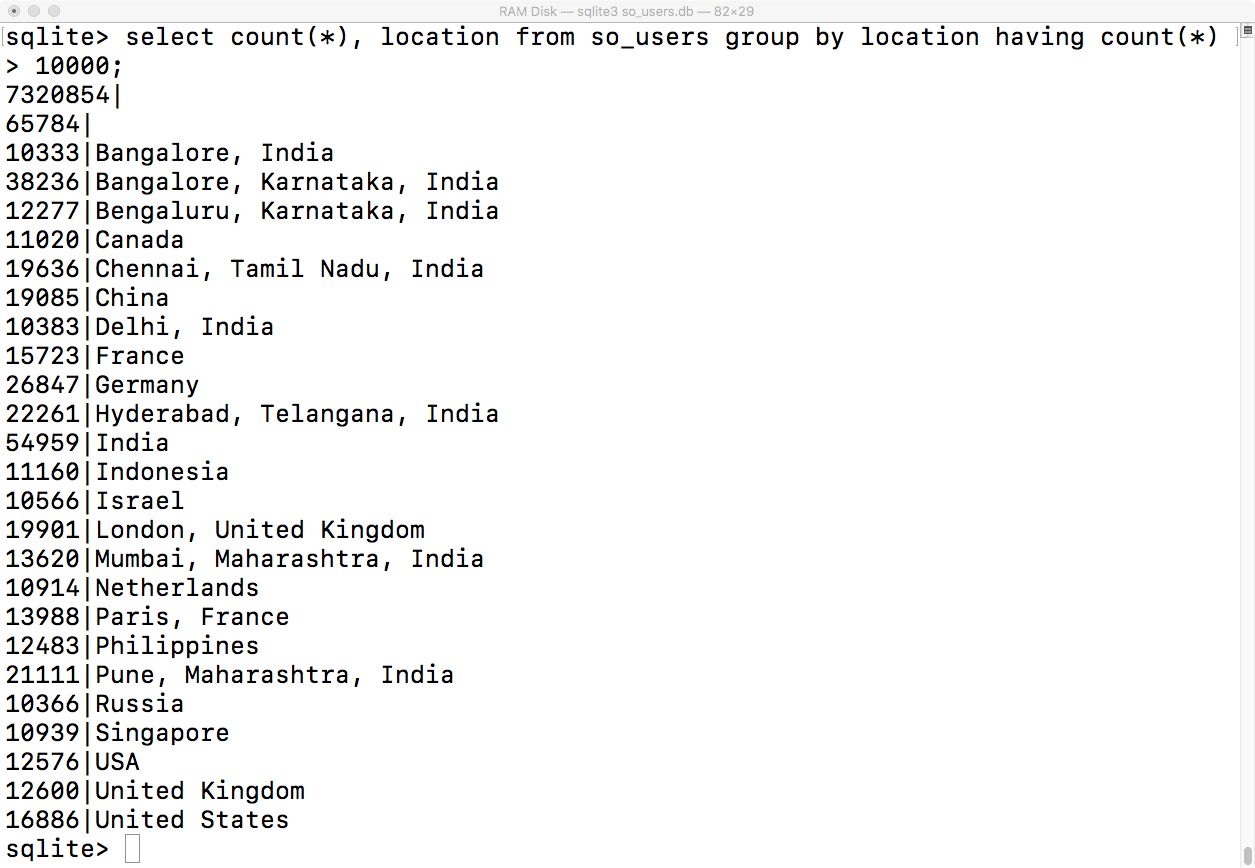 RAM Disk — sqlite3 so_users.db — 82×29
sqlite> select count(*), location from so_users group by location having count(*)
> 10000;
7320854|
65784|
10333|Bangalore, India
38236|Bangalore, Karnataka, India
12277|Bengaluru, Karnataka, India
11020|Canada
19636|Chennai, Tamil Nadu, India
19085|China
10383|Delhi, India
15723|France
26847|Germany
22261|Hyderabad, Telangana, India
54959|India
11160|Indonesia
10566|Israel
19901|London, United Kingdom
13620|Mumbai, Maharashtra, India
10914|Netherlands
13988|Paris, France
12483|Philippines
21111|Pune, Maharashtra, India
10366|Russia
10939|Singapore
12576|USA
12600|United Kingdom
16886|United States
sqlite>